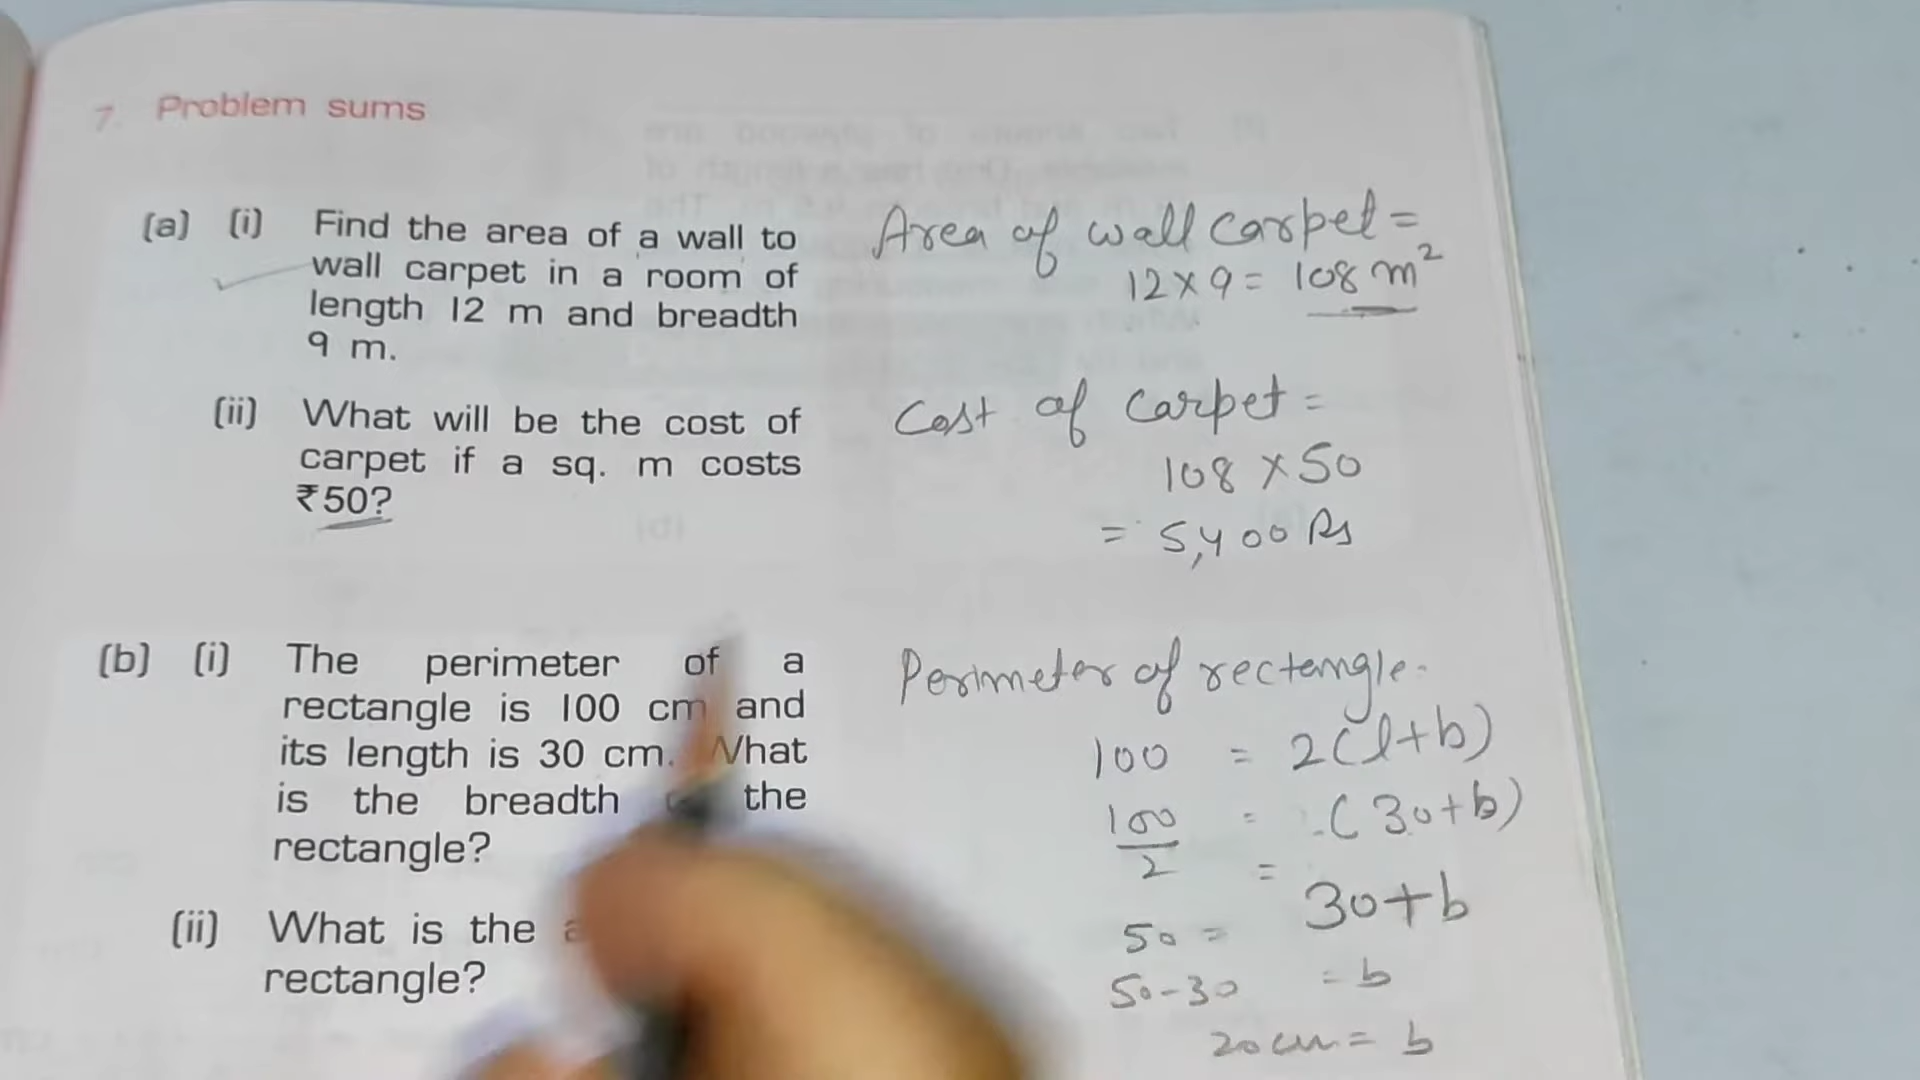 7. Problem sums
(a) (i) Find the area of a wall to
wall carpet in a room of
length 12 m and breadth
9 m.
Area of wall carpet =
12 x 9 = 108 m²
(ii) What will be the cost of
carpet if a sq. m costs
₹50?
Cost of carpet =
108 x 50
= 5,400 Rs
(b) (i) The perimeter of a
rectangle is 100 cm and
its length is 30 cm. What
is the breadth the
rectangle?
(ii) What is the
rectangle?
Perimeter of rectangle
100 = 2(l+b)
100/2 = (30+b)
= 30+b
50 =
50-30 = b
20cm = b